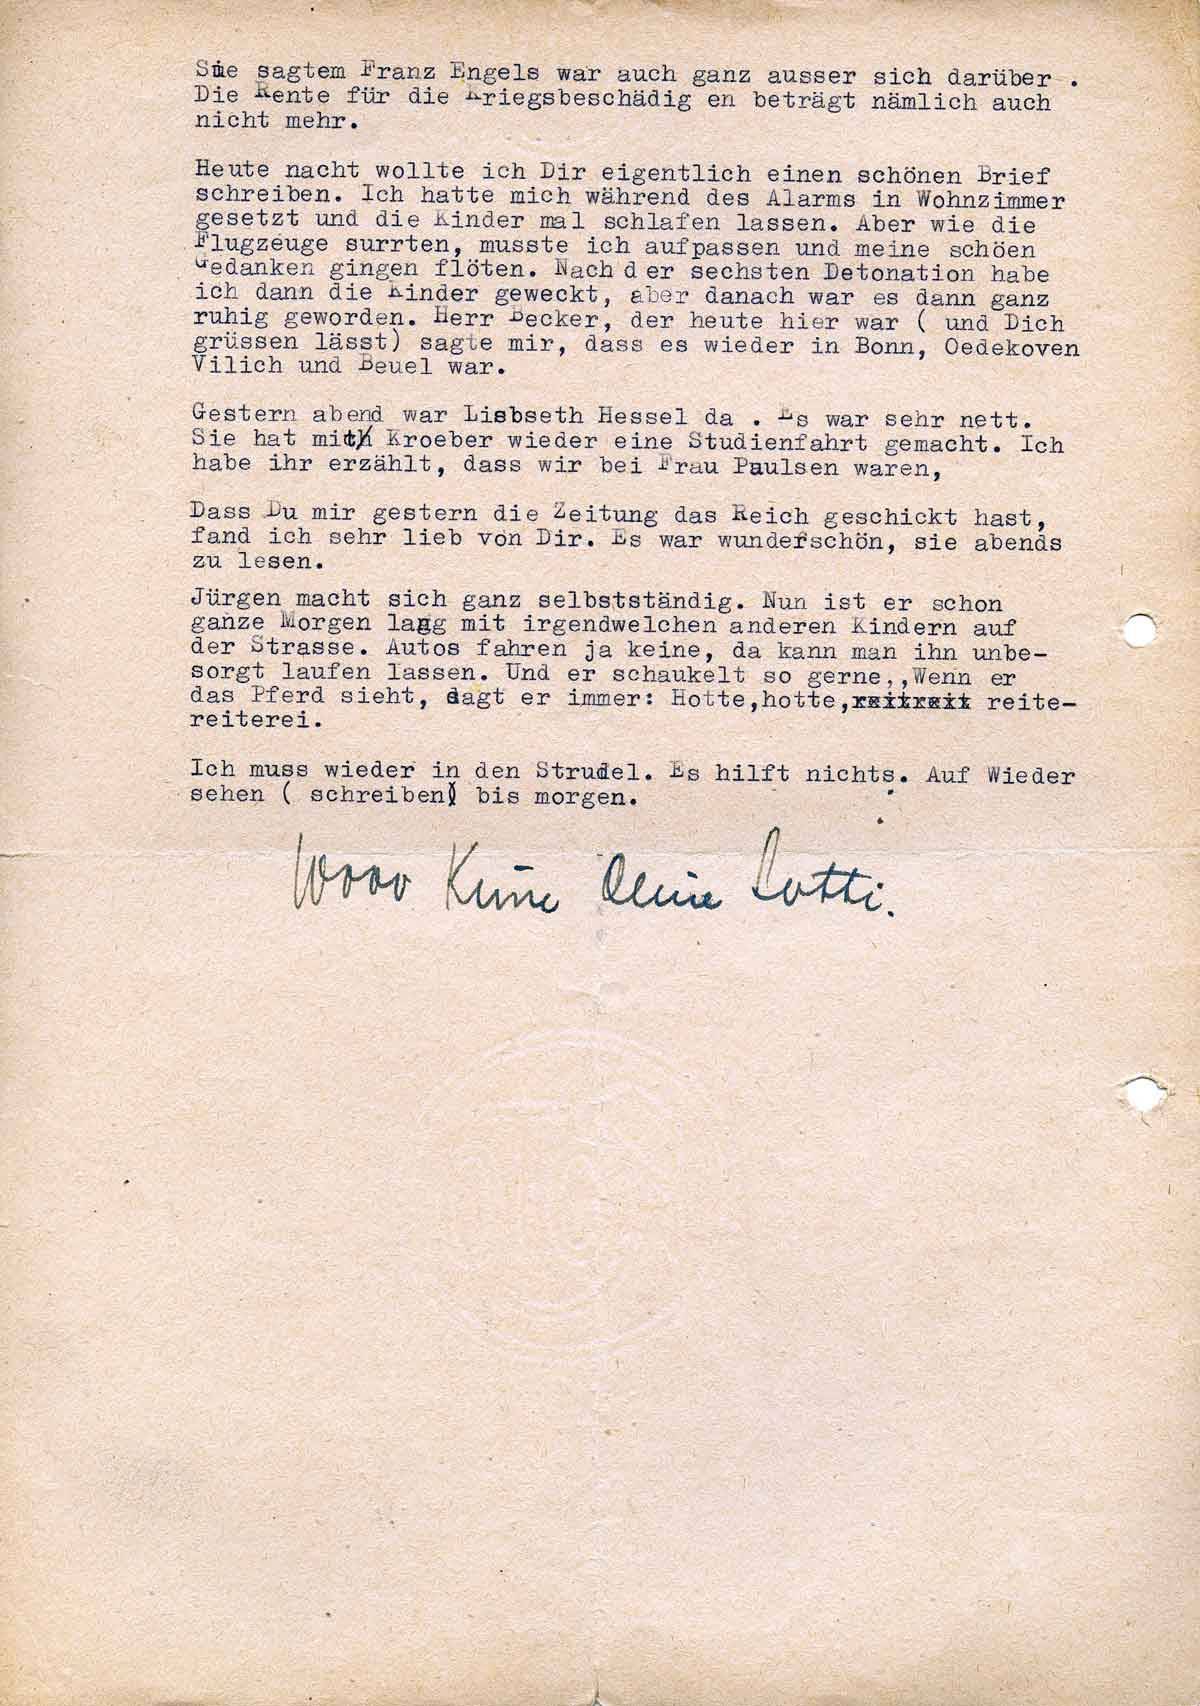 Sie sagtem Franz Engels war auch ganz ausser sich darüber .
Die Rente für die Kriegsbeschädig en beträgt nämlich auch
nicht mehr.
Heute nacht wollte ich Dir eigentlich einen schönen Brief
schreiben. Ich hatte mich während des Alarms in Wohnzimmer
gesetzt und die Kinder mal schlafen lassen. Aber wie die
Flugzeuge surrten, musste ich aufpassen und meine schöen
Gedanken gingen flöten. Nach d er sechsten Detonation habe
ich dann die Kinder geweckt, aber danach war es dann ganz
ruhig geworden. Herr Becker, der heute hier war ( und Dich
grüssen lässt) sagte mir, dass es wieder in Bonn, Oedekoven
Vilich und Beuel war.
Gestern abend war Lisbseth Hessel da . Es war sehr nett.
Sie hat mit Kroeber wieder eine Studienfahrt gemacht. Ich
habe ihr erzählt, dass wir bei Frau Paulsen waren,
Dass Du mir gestern die Zeitung das Reich geschickt hast,
fand ich sehr lieb von Dir. Es war wunderschön, sie abends
zu lesen.
Jürgen macht sich ganz selbstständig. Nun ist er schon
ganze Morgen lang mit irgendwelchen anderen Kindern auf
der Strasse. Autos fahren ja keine, da kann man ihn unbe-
sorgt laufen lassen. Und er schaukelt so gerne,,Wenn er
das Pferd sieht, sagt er immer: Hotte,hotte,reitreit reite-
reiterei.
Ich muss wieder in den Strudel. Es hilft nichts. Auf Wieder
sehen ( schreiben) bis morgen.
1000 Küsse Deine Lotti.